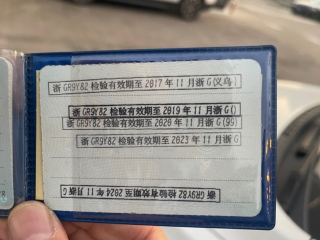 浙 GR9Y82 检验有效期至 2017 年 11 月浙 G(义乌)
浙 GR9Y82 检验有效期至 2019 年 11 月浙 G()
浙 GR9Y82 检验有效期至 2020 年 11 月浙 G(99)
浙 GR9Y82 检验有效期至 2023 年 11 月浙 G
浙 GR9Y82 检验有效期至 2024 年 11 月浙 G